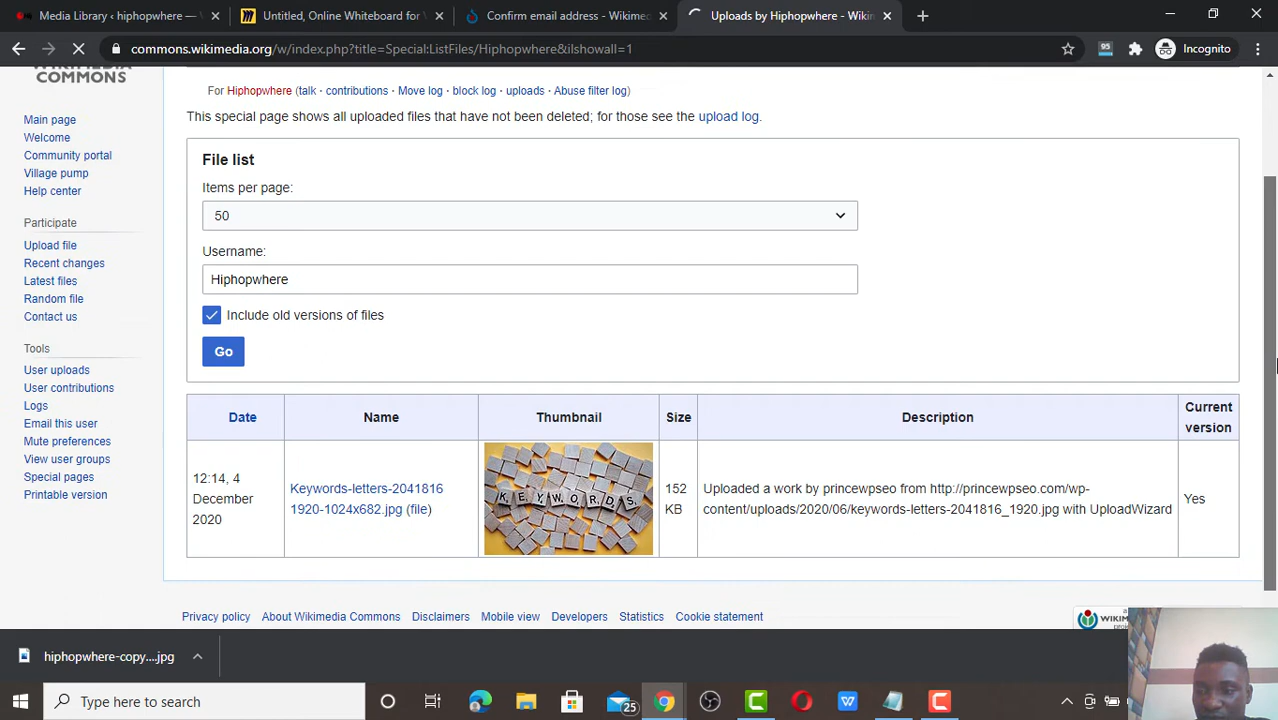 Media Library ‹ hiphopwhere —
Untitled, Online Whiteboard for
Confirm email address - Wikime
Uploads by Hiphopwhere - Wikin
commons.wikimedia.org/w/index.php?title=Special:ListFiles/Hiphopwhere&ilshowall=1
95
Incognito
WIKIMEDIA
COMMONS
Main page
Welcome
Community portal
Village pump
Help center
Participate
Upload file
Recent changes
Latest files
Random file
Contact us
Tools
User uploads
User contributions
Logs
Email this user
Mute preferences
View user groups
Special pages
Printable version
For Hiphopwhere (talk · contributions · Move log · block log · uploads · Abuse filter log)
This special page shows all uploaded files that have not been deleted; for those see the upload log.
File list
Items per page:
50
Username:
Hiphopwhere
Include old versions of files
Go
Date Name Thumbnail Size Description Current
version
12:14, 4
December
2020
Keywords-letters-2041816
1920-1024x682.jpg (file)
KEYWORDS
152
KB
Uploaded a work by princewpseo from http://princewpseo.com/wp-
content/uploads/2020/06/keywords-letters-2041816_1920.jpg with UploadWizard
Yes
Privacy policy About Wikimedia Commons Disclaimers Mobile view Developers Statistics Cookie statement
hiphopwhere-copy....jpg
Type here to search
25